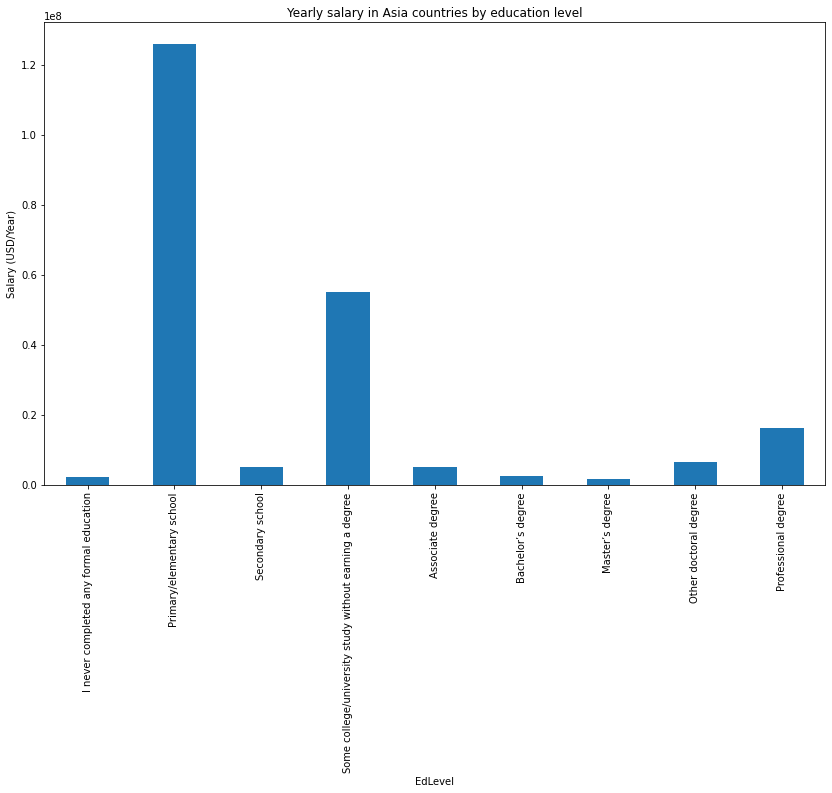 Yearly salary in Asia countries by education level
1e8
1.2
1.0
0.8
0.6
0.4
0.2
0.0
Salary (USD/Year)
I never completed any formal education
Primary/elementary school
Secondary school
Some college/university study without earning a degree
Associate degree
Bachelor’s degree
Master’s degree
Other doctoral degree
Professional degree
EdLevel